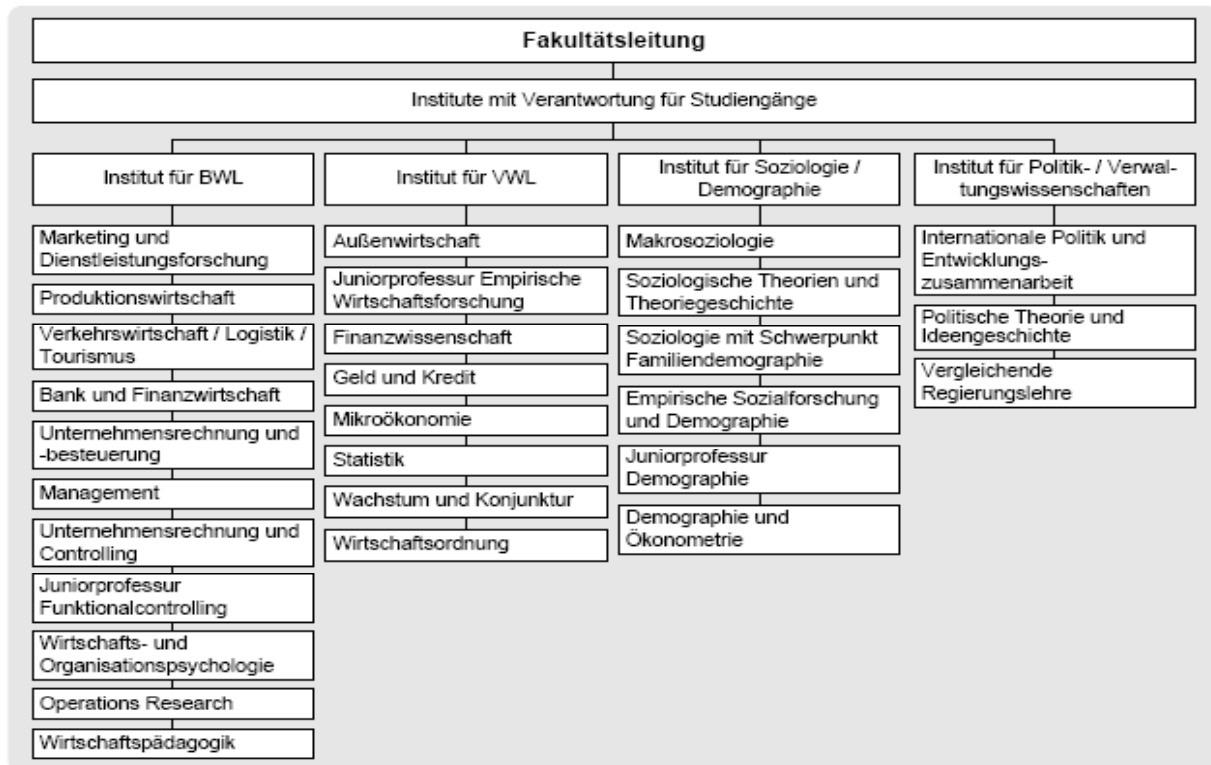 Fakultätsleitung
Institute mit Verantwortung für Studiengänge
Institut für BWL
Marketing und
Dienstleistungsforschung
Produktionswirtschaft
Verkehrswirtschaft / Logistik /
Tourismus
Bank und Finanzwirtschaft
Unternehmensrechnung und
-besteuerung
Management
Unternehmensrechnung und
Controlling
Juniorprofessur
Funktionalcontrolling
Wirtschafts- und
Organisationspsychologie
Operations Research
Wirtschaftspädagogik
Institut für VWL
Außenwirtschaft
Juniorprofessur Empirische
Wirtschaftsforschung
Finanzwissenschaft
Geld und Kredit
Mikroökonomie
Statistik
Wachstum und Konjunktur
Wirtschaftsordnung
Institut für Soziologie /
Demographie
Makrosoziologie
Soziologische Theorien und
Theoriegeschichte
Soziologie mit Schwerpunkt
Familiendemographie
Empirische Sozialforschung
und Demographie
Juniorprofessur
Demographie
Demographie und
Ökonometrie
Institut für Politik- / Verwal-
tungswissenschaften
Internationale Politik und
Entwicklungs-
zusammenarbeit
Politische Theorie und
Ideengeschichte
Vergleichende
Regierungslehre